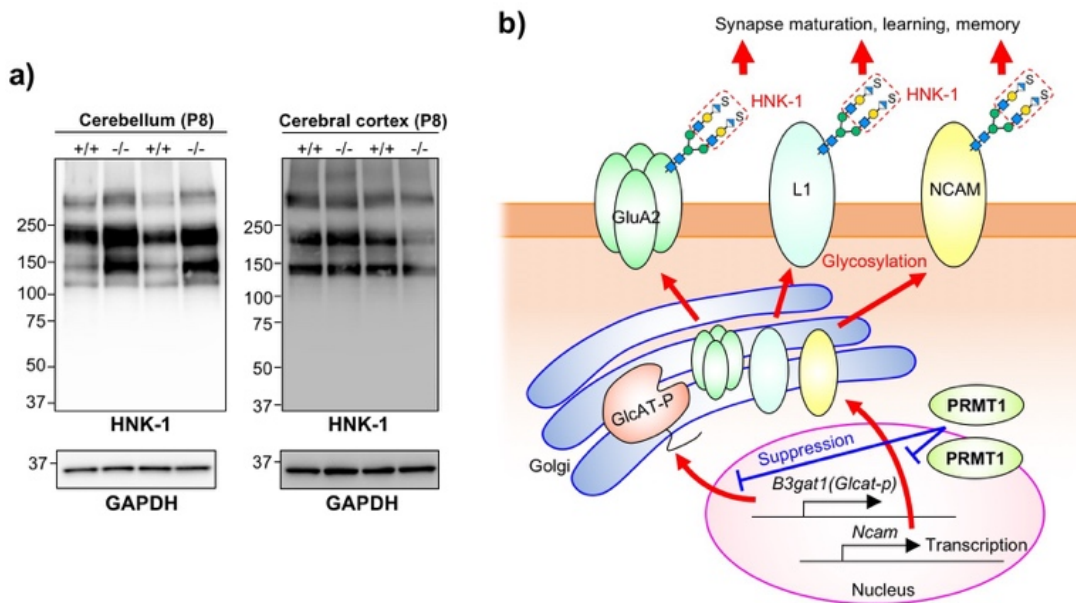 a)
Cerebellum (P8)
+/+ -/- +/+ -/-
250
150
100
75
50
37
HNK-1
37
GAPDH
Cerebral cortex (P8)
+/+ -/- +/+ -/-
250
150
100
75
50
37
HNK-1
37
GAPDH
b)
Synapse maturation, learning, memory
HNK-1
HNK-1
S
S
S
S
S
S
GluA2
L1
NCAM
Glycosylation
GlcAT-P
Golgi
PRMT1
PRMT1
Suppression
B3gat1(Glcat-p)
Ncam
Transcription
Nucleus